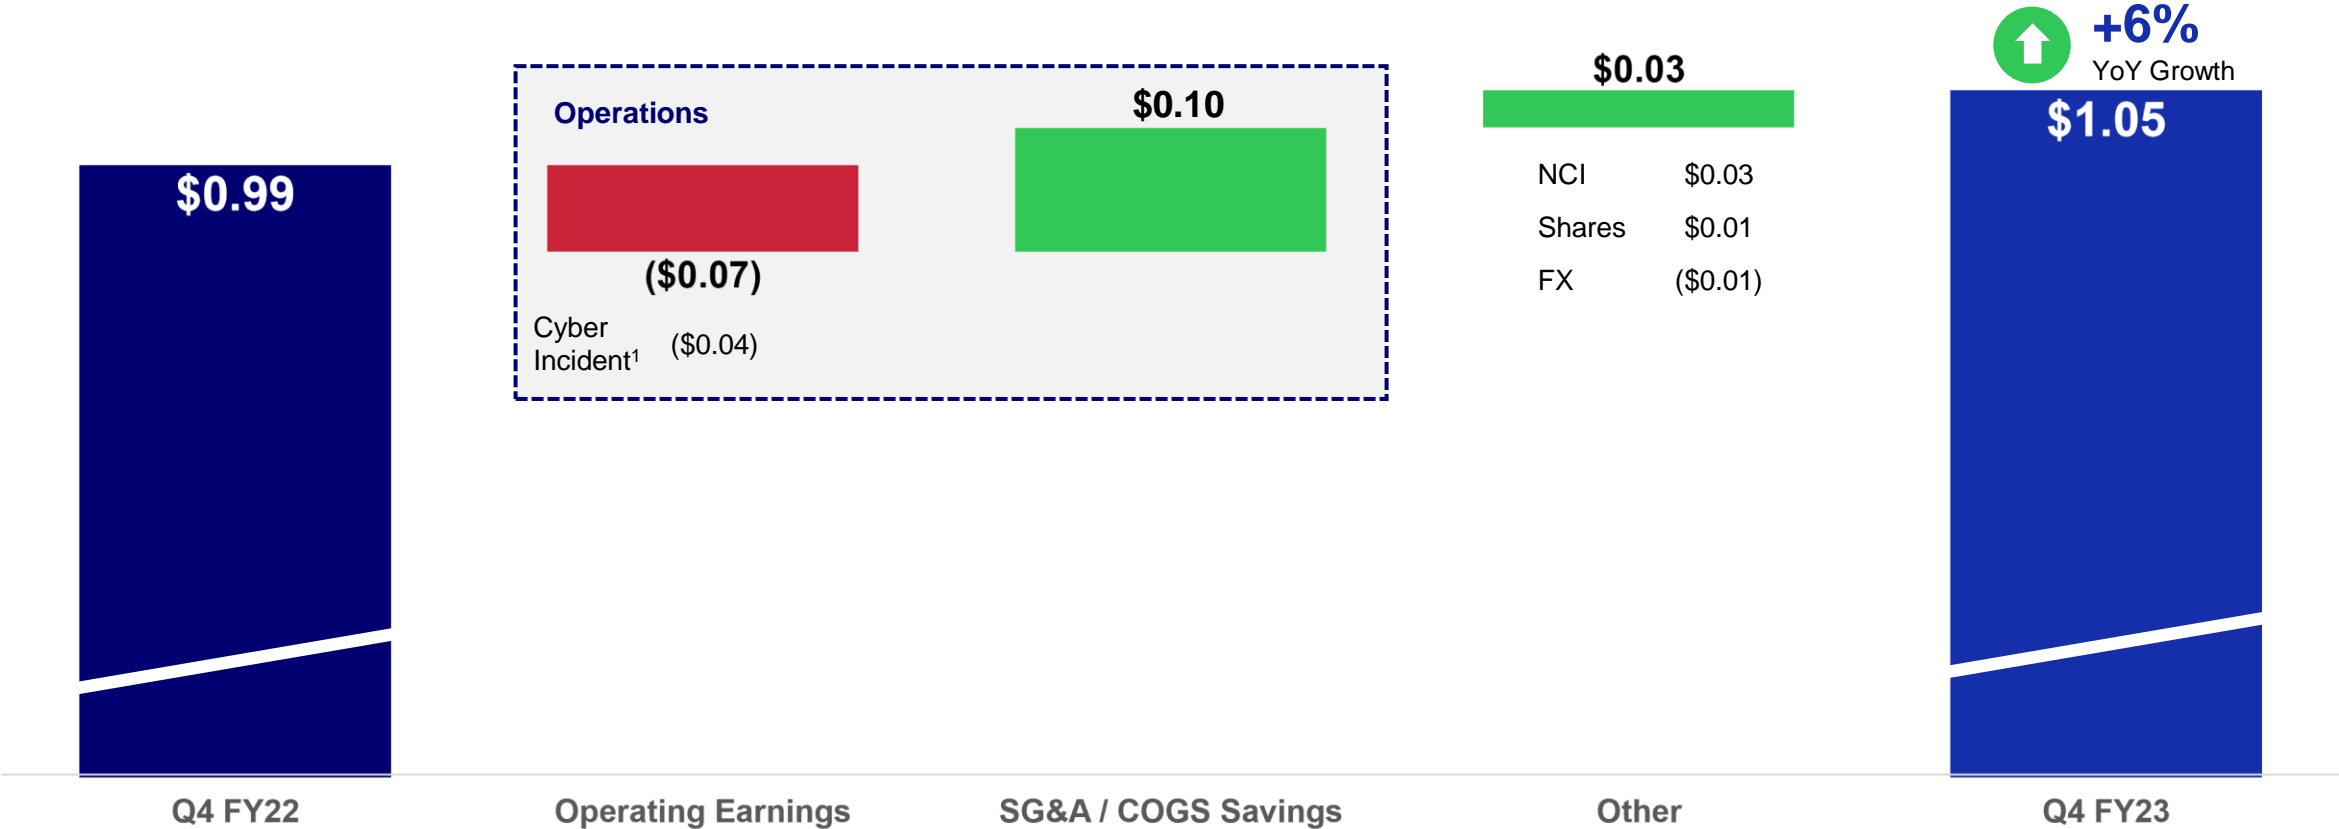 +6%
YoY Growth
$0.99
Operations
($0.07)
Cyber
Incident¹ ($0.04)
$0.10
$0.03
NCI $0.03
Shares $0.01
FX ($0.01)
$1.05
Q4 FY22
Operating Earnings
SG&A / COGS Savings
Other
Q4 FY23